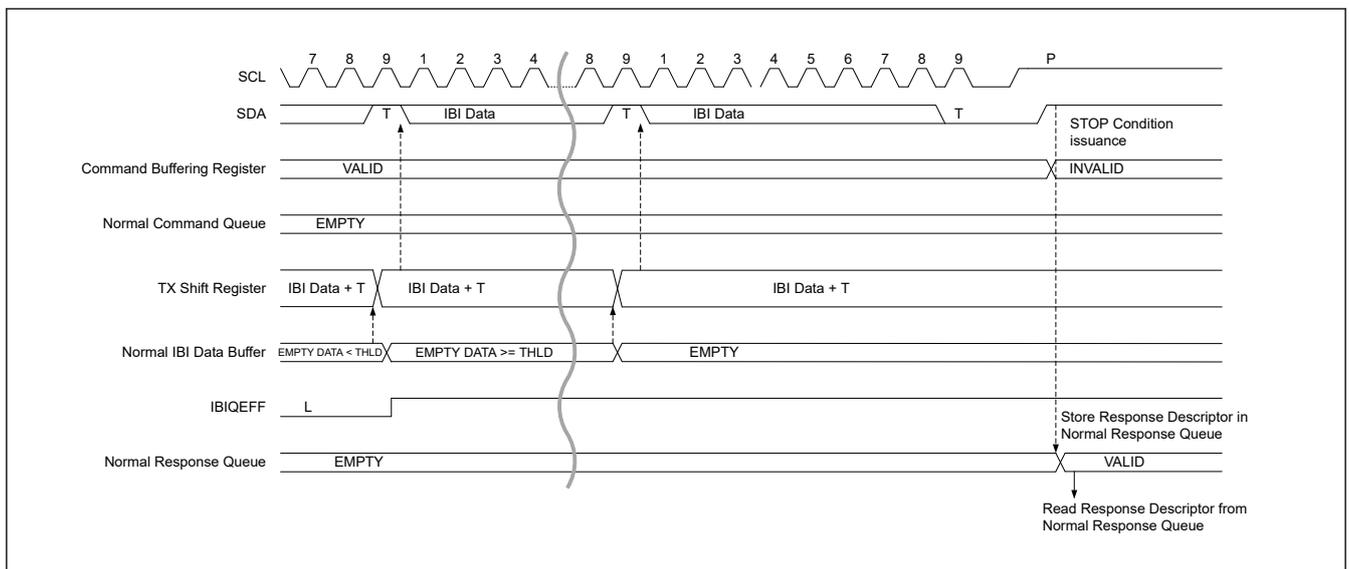 7 8 9 1 2 3 4 8 9 1 2 3 4 5 6 7 8 9 P
SCL
SDA T IBI Data T IBI Data T
STOP Condition
issuance
Command Buffering Register VALID INVALID
Normal Command Queue EMPTY
TX Shift Register IBI Data + T IBI Data + T IBI Data + T
Normal IBI Data Buffer EMPTY DATA < THLD EMPTY DATA >= THLD EMPTY
IBIQEFF L
Store Response Descriptor in
Normal Response Queue
Normal Response Queue EMPTY VALID
Read Response Descriptor from
Normal Response Queue